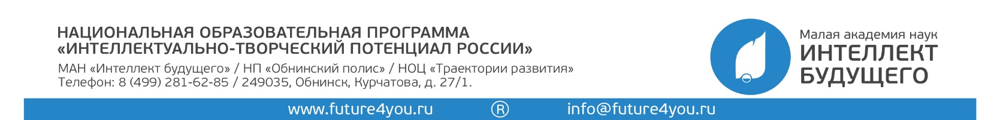 НАЦИОНАЛЬНАЯ ОБРАЗОВАТЕЛЬНАЯ ПРОГРАММА
«ИНТЕЛЛЕКТУАЛЬНО-ТВОРЧЕСКИЙ ПОТЕНЦИАЛ РОССИИ»
МАН «Интеллект будущего» / НП «Обнинский полис» / НОЦ «Траектории развития»
Телефон: 8 (499) 281-62-85 / 249035, Обнинск, Курчатова, д. 27/1.
Малая академия наук
ИНТЕЛЛЕКТ
БУДУЩЕГО
www.future4you.ru ® info@future4you.ru